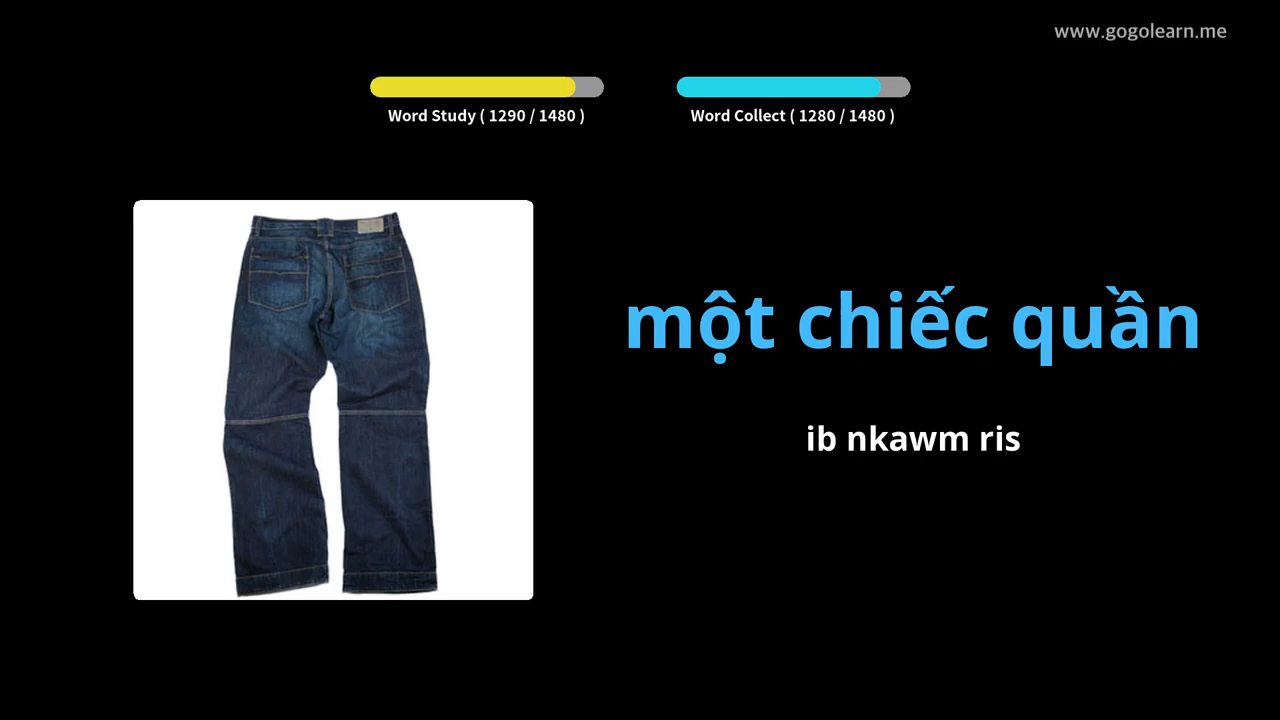 www.gogolearn.me
Word Study ( 1290 / 1480 )
Word Collect ( 1280 / 1480 )
một chiếc quần
ib nkawm ris